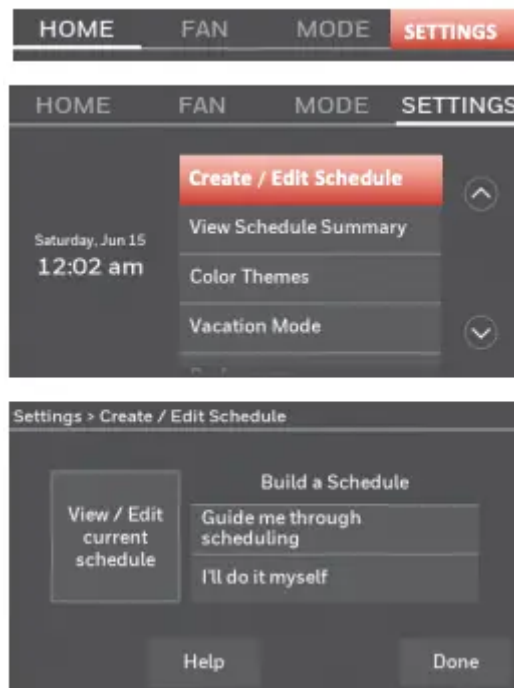 HOME FAN MODE SETTINGS
HOME FAN MODE SETTINGS
Create / Edit Schedule
View Schedule Summary
Saturday, Jun 15
12:02 am
Color Themes
Vacation Mode
Settings > Create / Edit Schedule
Build a Schedule
View / Edit
current
schedule
Guide me through
scheduling
I'll do it myself
Help Done